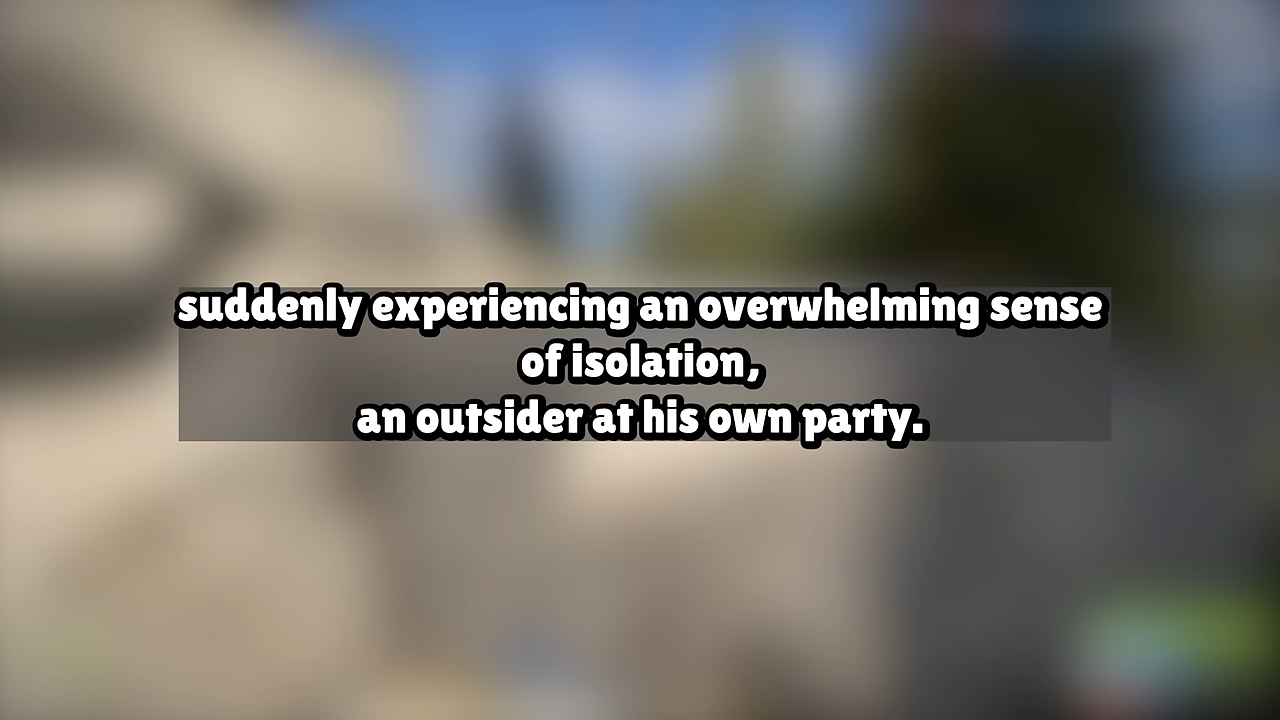 suddenly experiencing an overwhelming sense
of isolation,
an outsider at his own party.